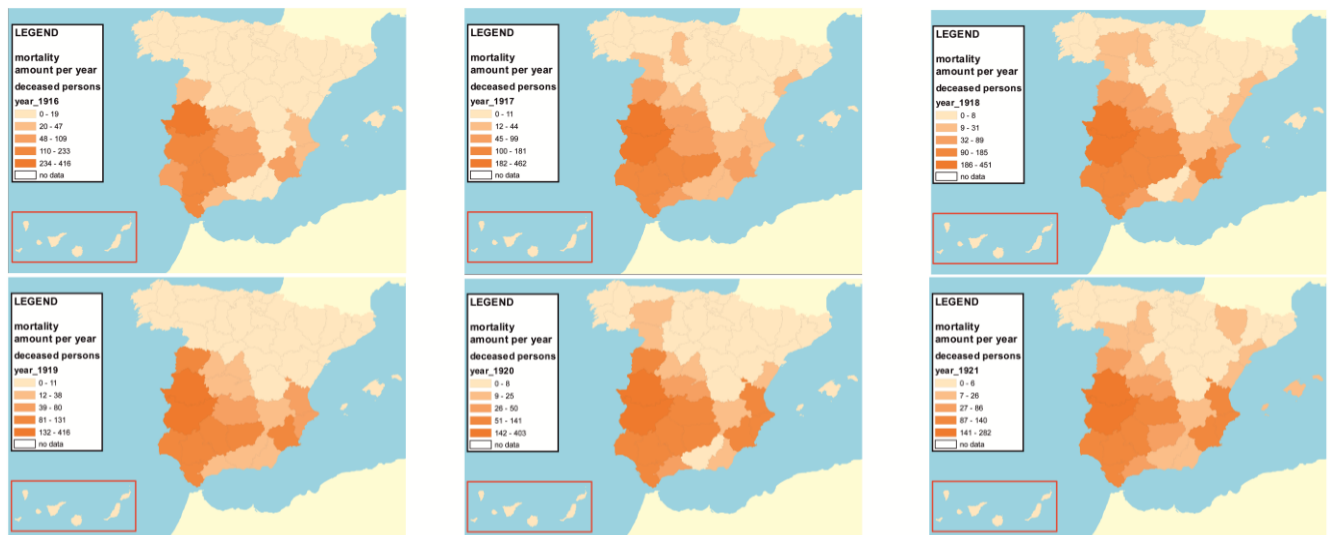 LEGEND
mortality
amount per year
deceased persons
year_1916
0 - 19
20 - 47
48 - 109
110 - 233
234 - 416
no data
LEGEND
mortality
amount per year
deceased persons
year_1917
0 - 11
12 - 44
45 - 99
100 - 181
182 - 462
no data
LEGEND
mortality
amount per year
deceased persons
year_1918
0 - 8
9 - 31
32 - 89
90 - 185
186 - 451
no data
LEGEND
mortality
amount per year
deceased persons
year_1919
0 - 11
12 - 38
39 - 80
81 - 131
132 - 416
no data
LEGEND
mortality
amount per year
deceased persons
year_1920
0 - 8
9 - 25
26 - 50
51 - 141
142 - 403
no data
LEGEND
mortality
amount per year
deceased persons
year_1921
0 - 6
7 - 26
27 - 86
87 - 140
141 - 282
no data